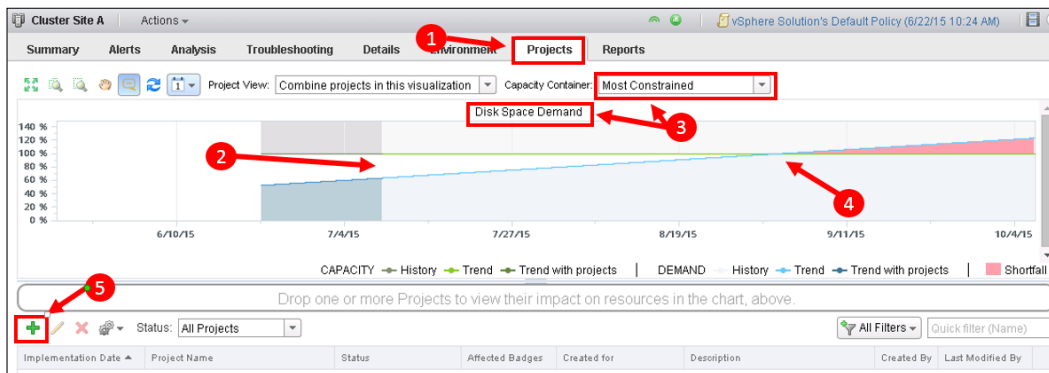 Cluster Site A Actions vSphere Solution's Default Policy (6/22/15 10:24 AM)
1
Summary Alerts Analysis Troubleshooting Details Environment Projects Reports
1 Project View: Combine projects in this visualization Capacity Container: Most Constrained
Disk Space Demand
3
140 %
120 %
100 %
80 %
60 %
40 %
20 %
0 %
2
4
6/10/15 7/4/15 7/27/15 8/19/15 9/11/15 10/4/15
CAPACITY History Trend Trend with projects | DEMAND History Trend Trend with projects | Shortfall
5
Drop one or more Projects to view their impact on resources in the chart, above.
Status: All Projects All Filters Quick filter (Name)
Implementation Date Project Name Status Affected Badges Created for Description Created By Last Modified By